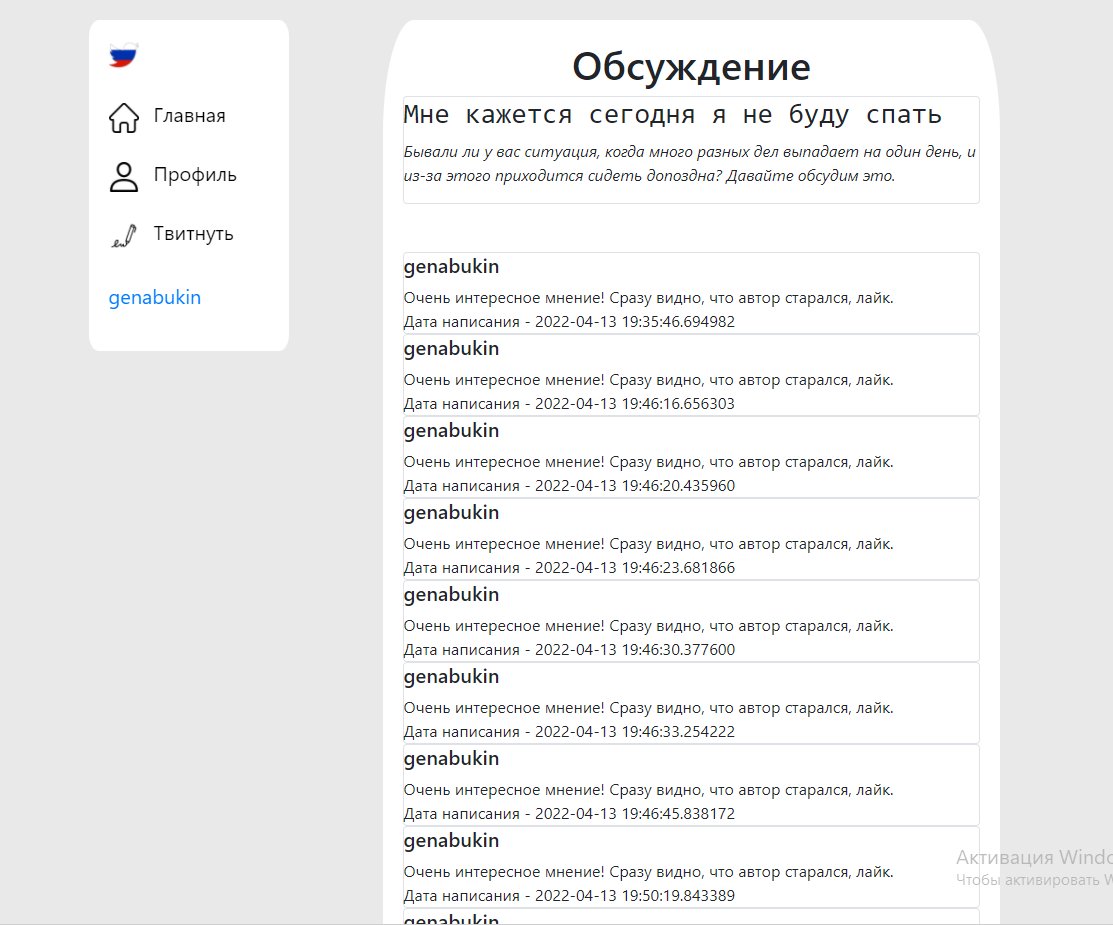 Главная
Профиль
Твитнуть
genabukin
Обсуждение
Мне кажется сегодня я не буду спать
Бывали ли у вас ситуация, когда много разных дел выпадает на один день, и
из-за этого приходится сидеть допоздна? Давайте обсудим это.
genabukin
Очень интересное мнение! Сразу видно, что автор старался, лайк.
Дата написания - 2022-04-13 19:35:46.694982
genabukin
Очень интересное мнение! Сразу видно, что автор старался, лайк.
Дата написания - 2022-04-13 19:46:16.656303
genabukin
Очень интересное мнение! Сразу видно, что автор старался, лайк.
Дата написания - 2022-04-13 19:46:20.435960
genabukin
Очень интересное мнение! Сразу видно, что автор старался, лайк.
Дата написания - 2022-04-13 19:46:23.681866
genabukin
Очень интересное мнение! Сразу видно, что автор старался, лайк.
Дата написания - 2022-04-13 19:46:30.377600
genabukin
Очень интересное мнение! Сразу видно, что автор старался, лайк.
Дата написания - 2022-04-13 19:46:33.254222
genabukin
Очень интересное мнение! Сразу видно, что автор старался, лайк.
Дата написания - 2022-04-13 19:46:45.838172
genabukin
Очень интересное мнение! Сразу видно, что автор старался, лайк.
Дата написания - 2022-04-13 19:50:19.843389
genabukin
Активация Windo
Чтобы активировать W